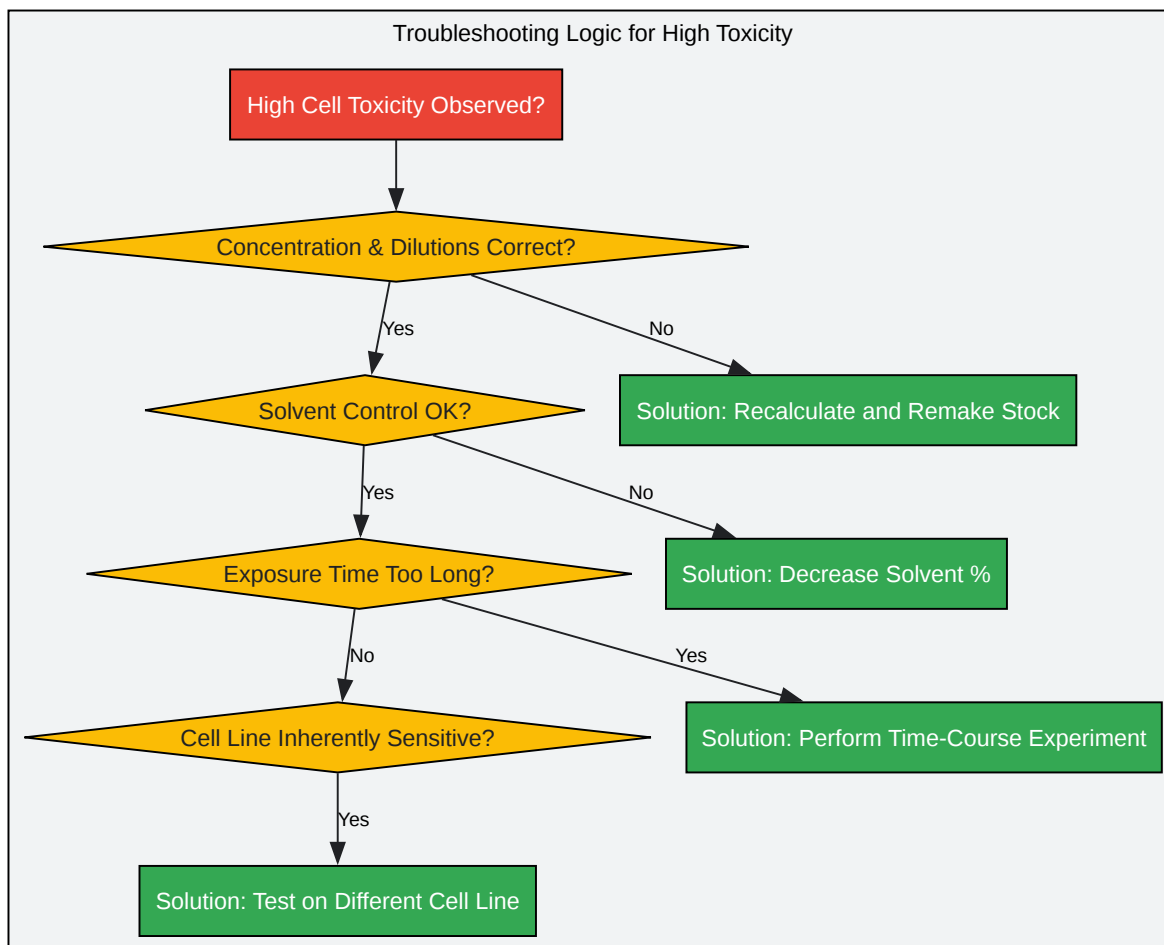 Troubleshooting Logic for High Toxicity
High Cell Toxicity Observed?
Concentration & Dilutions Correct?
Yes
No
Solvent Control OK?
Solution: Recalculate and Remake Stock
Yes
No
Exposure Time Too Long?
Solution: Decrease Solvent %
No
Yes
Cell Line Inherently Sensitive?
Solution: Perform Time-Course Experiment
Yes
Solution: Test on Different Cell Line